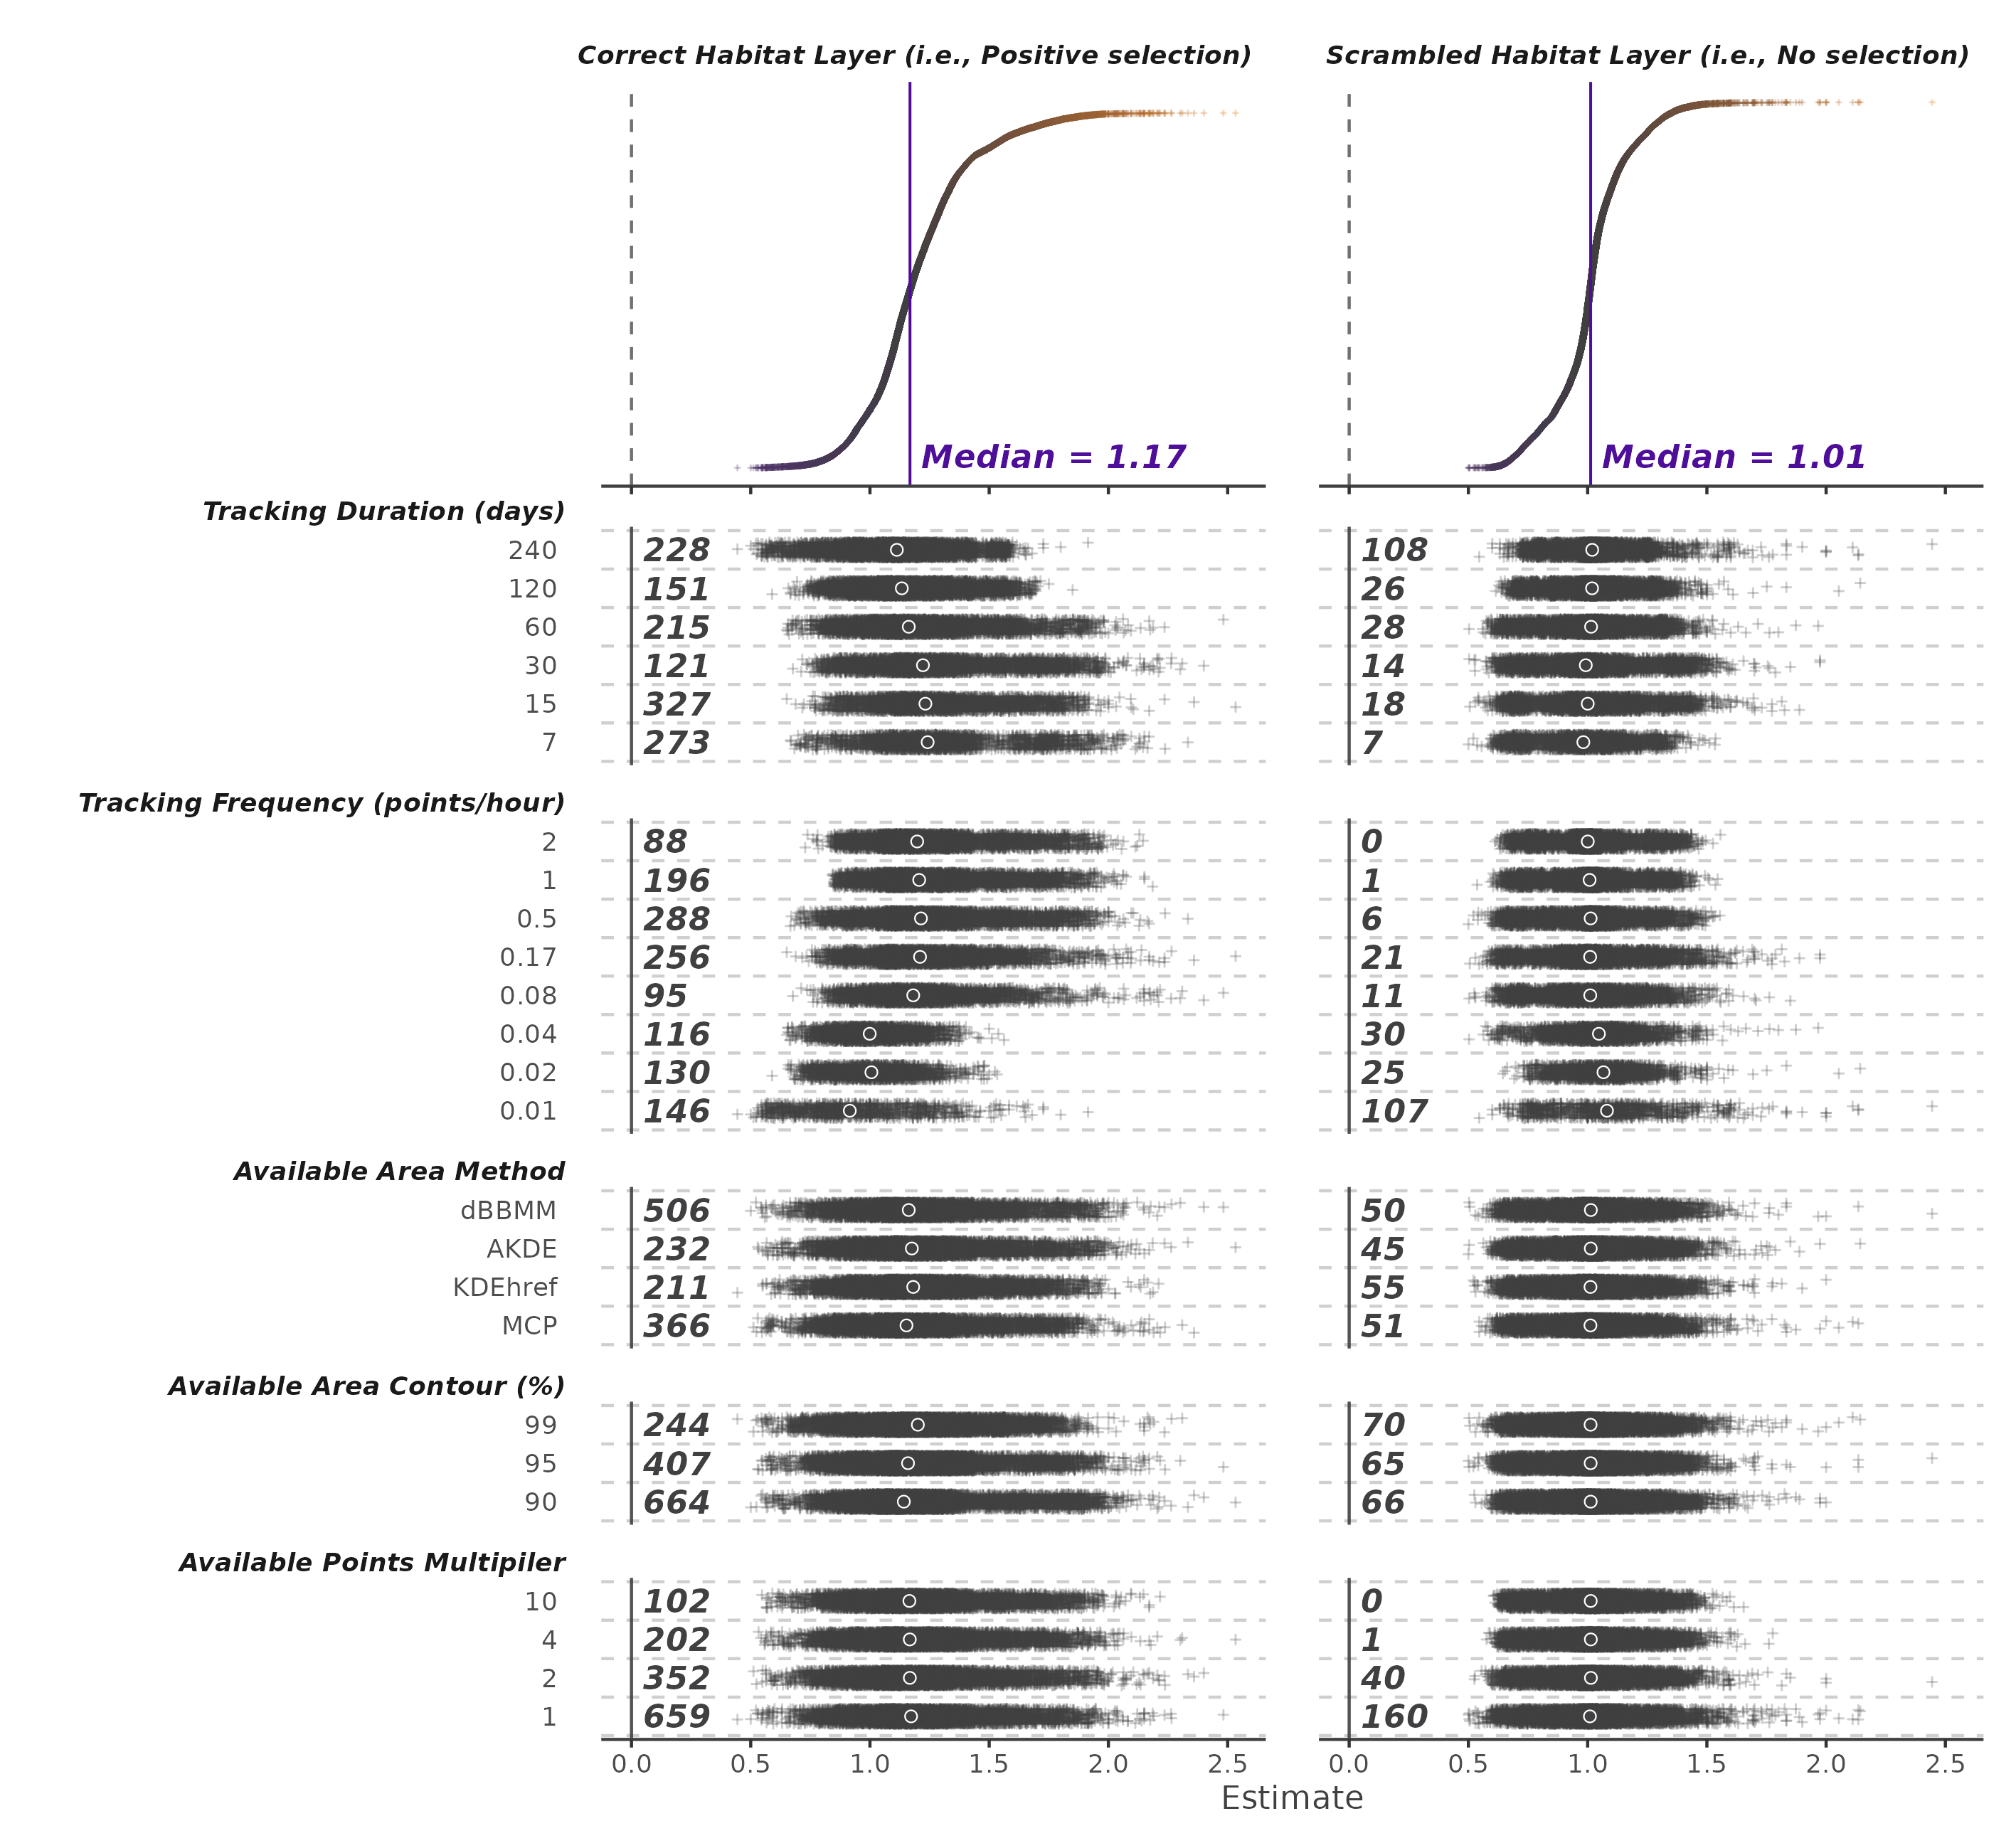 Correct Habitat Layer (i.e., Positive selection) Scrambled Habitat Layer (i.e., No selection)
Median = 1.17 Median = 1.01
Tracking Duration (days)
240 228 108
120 151 26
60 215 28
30 121 14
15 327 18
7 273 7
Tracking Frequency (points/hour)
2 88 0
1 196 1
0.5 288 6
0.17 256 21
0.08 95 11
0.04 116 30
0.02 130 25
0.01 146 107
Available Area Method
dBBMM 506 50
AKDE 232 45
KDEhref 211 55
MCP 366 51
Available Area Contour (%)
99 244 70
95 407 65
90 664 66
Available Points Multipiler
10 102 0
4 202 1
2 352 40
1 659 160
0.0 0.5 1.0 1.5 2.0 2.5 0.0 0.5 1.0 1.5 2.0 2.5
Estimate